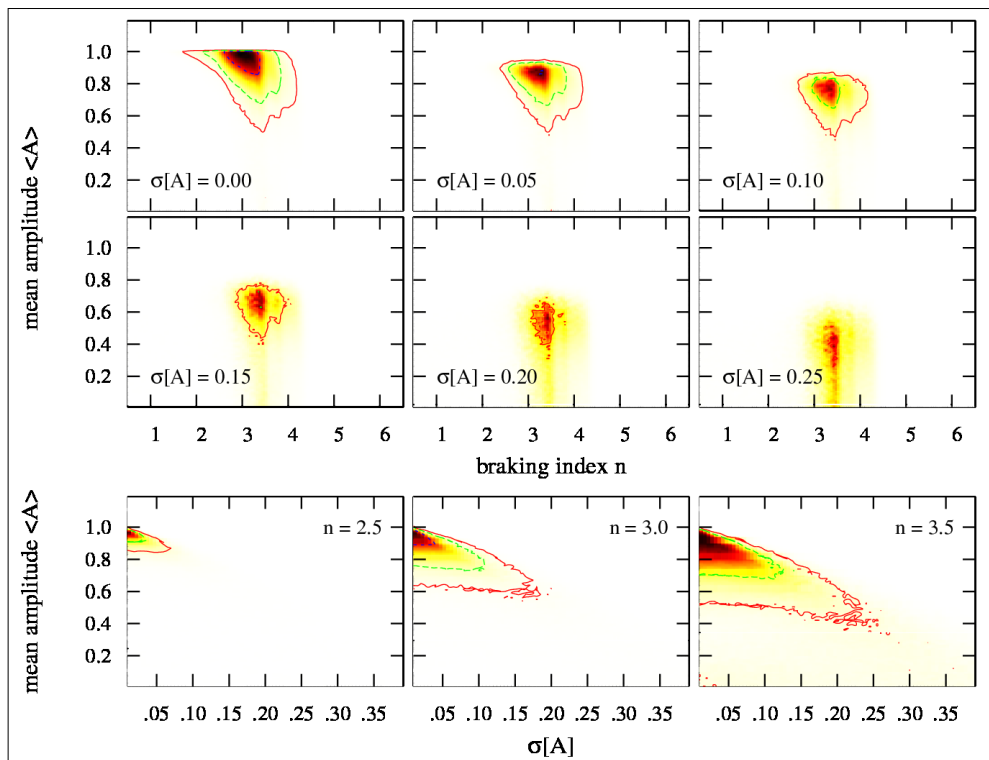 mean amplitude <A>
1.0
0.8
0.6
0.4
0.2
σ[A] = 0.00
σ[A] = 0.05
σ[A] = 0.10
1.0
0.8
0.6
0.4
0.2
σ[A] = 0.15
σ[A] = 0.20
σ[A] = 0.25
1 2 3 4 5 6 1 2 3 4 5 6 1 2 3 4 5 6
braking index n
mean amplitude <A>
1.0
0.8
0.6
0.4
0.2
n = 2.5
n = 3.0
n = 3.5
.05 .10 .15 .20 .25 .30 .35 .05 .10 .15 .20 .25 .30 .35 .05 .10 .15 .20 .25 .30 .35
σ[A]